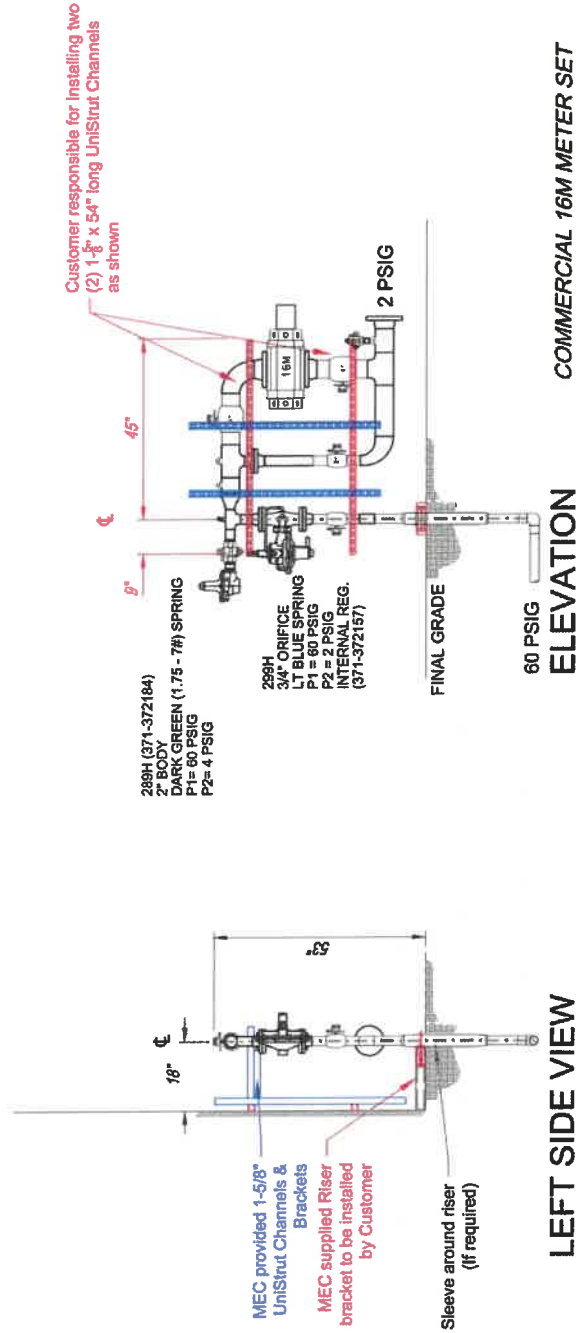 MEC provided 1-5/8"
UniStrut Channels &
Brackets
MEC supplied Riser
bracket to be installed
by Customer
Sleeve around riser
(If required)
18"
℄
53"
LEFT SIDE VIEW
289H (371-372184)
2" BODY
DARK GREEN (1.75 - 7#) SPRING
P1= 60 PSIG
P2= 4 PSIG
9"
℄
45"
Customer responsible for installing two
(2) 1-5/8" x 54" long UniStrut Channels
as shown
299H
3/4" ORIFICE
LT BLUE SPRING
P1 = 60 PSIG
P2 = 2 PSIG
INTERNAL REG.
(371-372157)
16M
2 PSIG
FINAL GRADE
60 PSIG
ELEVATION
COMMERCIAL 16M METER SET